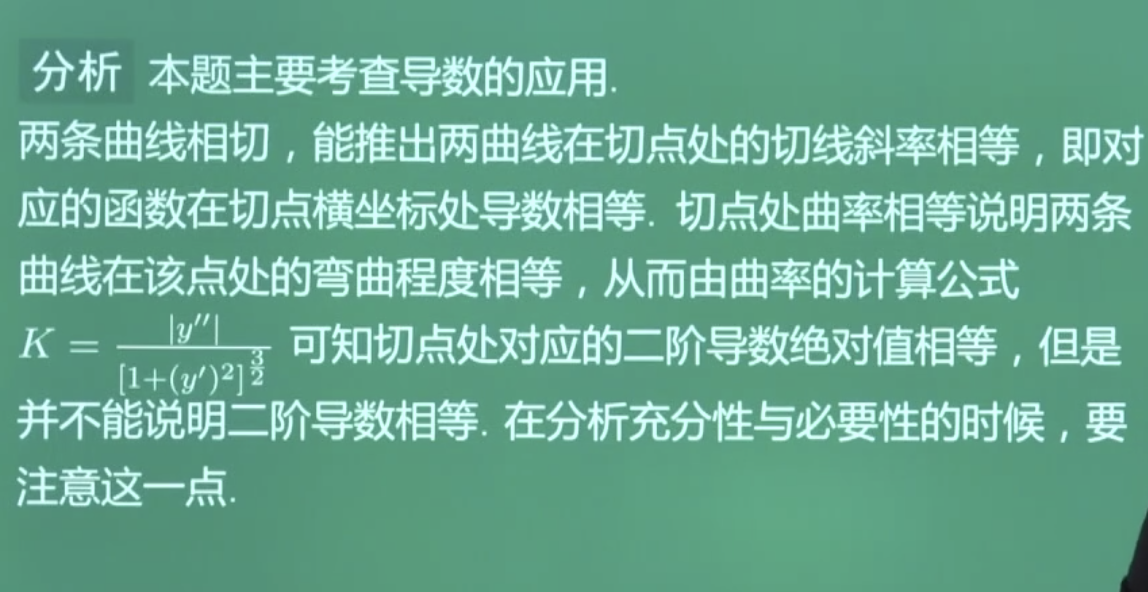 分析 本题主要考查导数的应用.
两条曲线相切，能推出两曲线在切点处的切线斜率相等，即对
应的函数在切点横坐标处导数相等. 切点处曲率相等说明两条
曲线在该点处的弯曲程度相等，从而由曲率的计算公式
K = \frac{|y''|}{[1+(y')^2]^{\frac{3}{2}}} 可知切点处对应的二阶导数绝对值相等，但是
并不能说明二阶导数相等. 在分析充分性与必要性的时候，要
注意这一点.